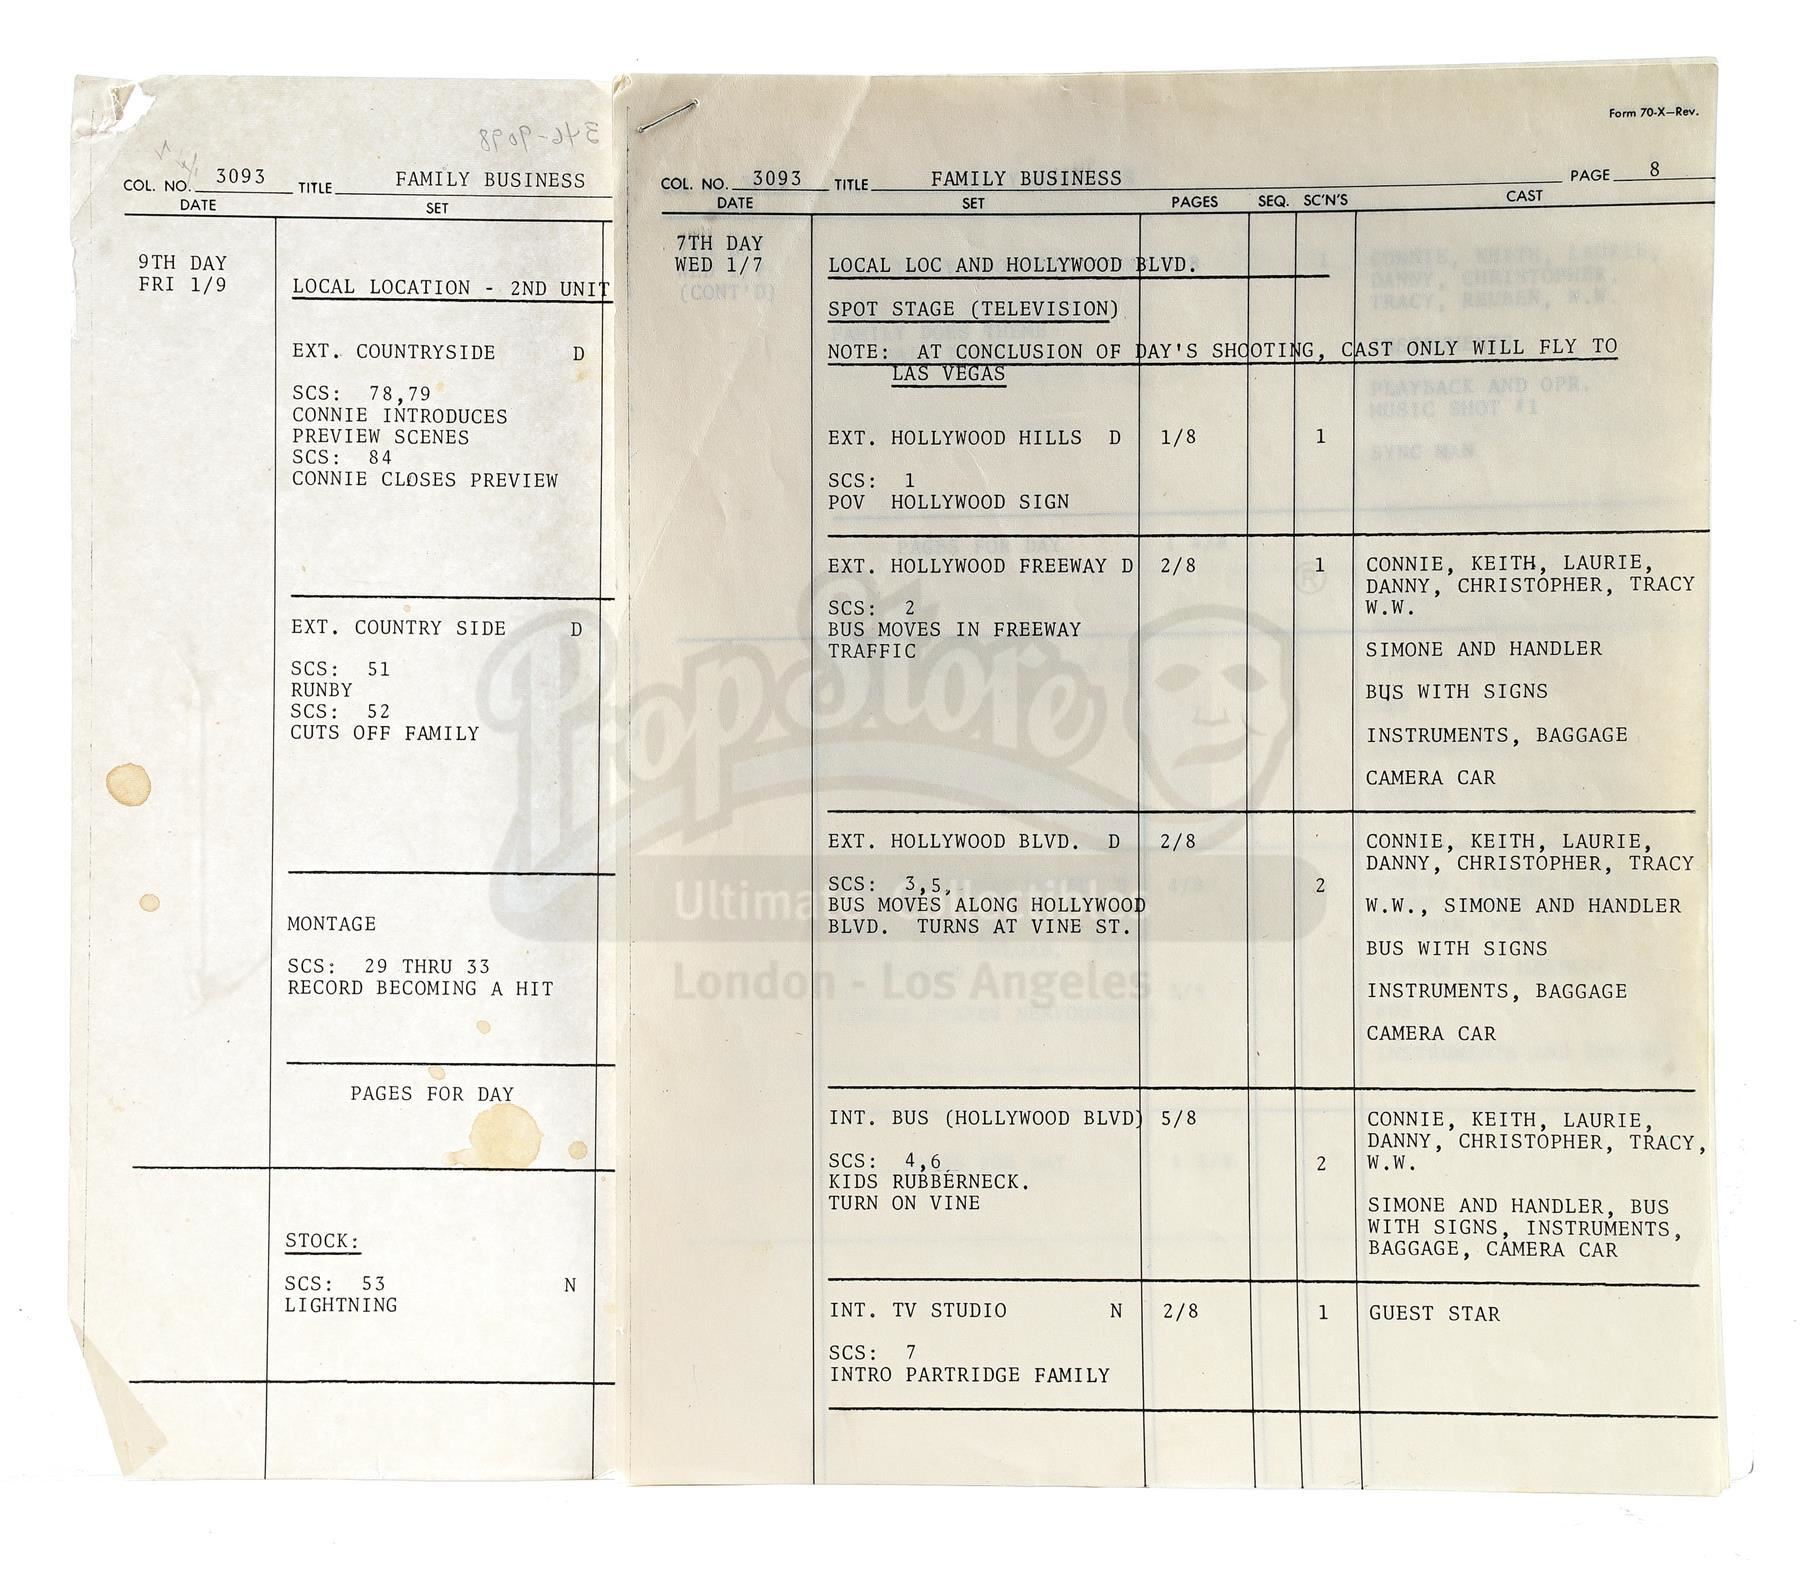 346-9098
COL. NO. 3093 TITLE FAMILY BUSINESS
DATE SET
9TH DAY
FRI 1/9
LOCAL LOCATION - 2ND UNIT
EXT. COUNTRYSIDE D
SCS: 78,79
CONNIE INTRODUCES
PREVIEW SCENES
SCS: 84
CONNIE CLOSES PREVIEW
EXT. COUNTRY SIDE D
SCS: 51
RUNBY
SCS: 52
CUTS OFF FAMILY
MONTAGE
SCS: 29 THRU 33
RECORD BECOMING A HIT
PAGES FOR DAY
STOCK:
SCS: 53 N
LIGHTNING
Form 70-X—Rev.
COL. NO. 3093 TITLE FAMILY BUSINESS PAGE 8
DATE SET PAGES SEQ. SC'N'S CAST
7TH DAY
WED 1/7
LOCAL LOC AND HOLLYWOOD BLVD.
SPOT STAGE (TELEVISION)
NOTE: AT CONCLUSION OF DAY'S SHOOTING, CAST ONLY WILL FLY TO
LAS VEGAS
EXT. HOLLYWOOD HILLS D 1/8 1
SCS: 1
POV HOLLYWOOD SIGN
EXT. HOLLYWOOD FREEWAY D 2/8 1
SCS: 2
BUS MOVES IN FREEWAY
TRAFFIC
CONNIE, KEITH, LAURIE,
DANNY, CHRISTOPHER, TRACY
W.W.
SIMONE AND HANDLER
BUS WITH SIGNS
INSTRUMENTS, BAGGAGE
CAMERA CAR
EXT. HOLLYWOOD BLVD. D 2/8
SCS: 3,5, 2
BUS MOVES ALONG HOLLYWOOD
BLVD. TURNS AT VINE ST.
CONNIE, KEITH, LAURIE,
DANNY, CHRISTOPHER, TRACY
W.W., SIMONE AND HANDLER
BUS WITH SIGNS
INSTRUMENTS, BAGGAGE
CAMERA CAR
INT. BUS (HOLLYWOOD BLVD) 5/8
SCS: 4,6 2
KIDS RUBBERNECK.
TURN ON VINE
CONNIE, KEITH, LAURIE,
DANNY, CHRISTOPHER, TRACY,
W.W.
SIMONE AND HANDLER, BUS
WITH SIGNS, INSTRUMENTS,
BAGGAGE, CAMERA CAR
INT. TV STUDIO N 2/8 1 GUEST STAR
SCS: 7
INTRO PARTRIDGE FAMILY
PropStore ®
Ultimate Collectibles
London - Los Angeles